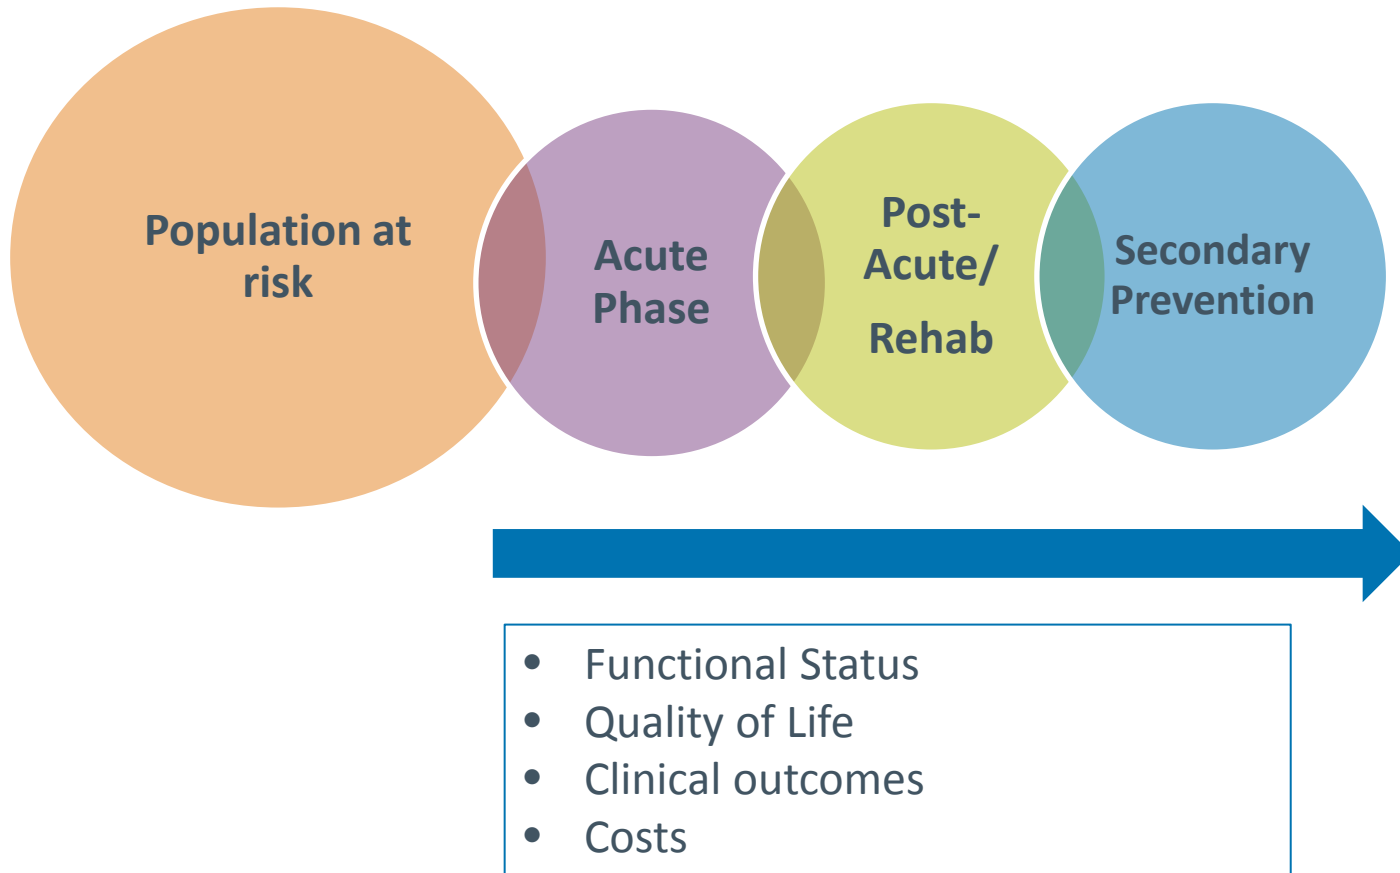 Population at
risk
Acute
Phase
Post-
Acute/
Rehab
Secondary
Prevention
• Functional Status
• Quality of Life
• Clinical outcomes
• Costs